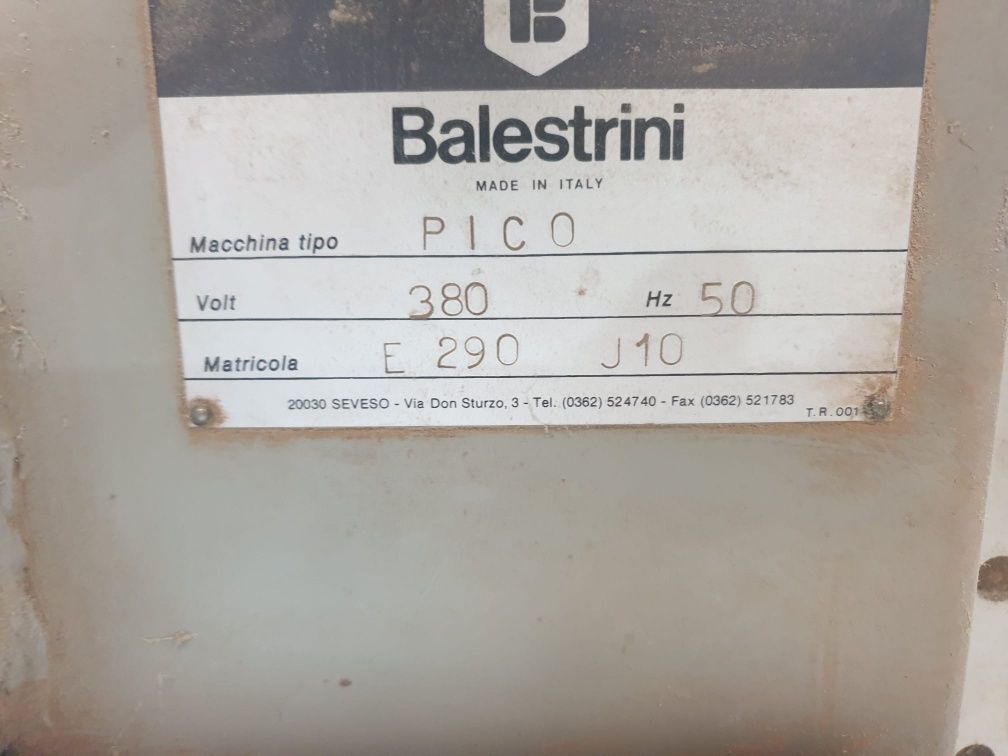 B
Balestrini
MADE IN ITALY
Macchina tipo PICO
Volt 380 Hz 50
Matricola E 290 J10
20030 SEVESO - Via Don Sturzo, 3 - Tel. (0362) 524740 - Fax (0362) 521783
T.R.001